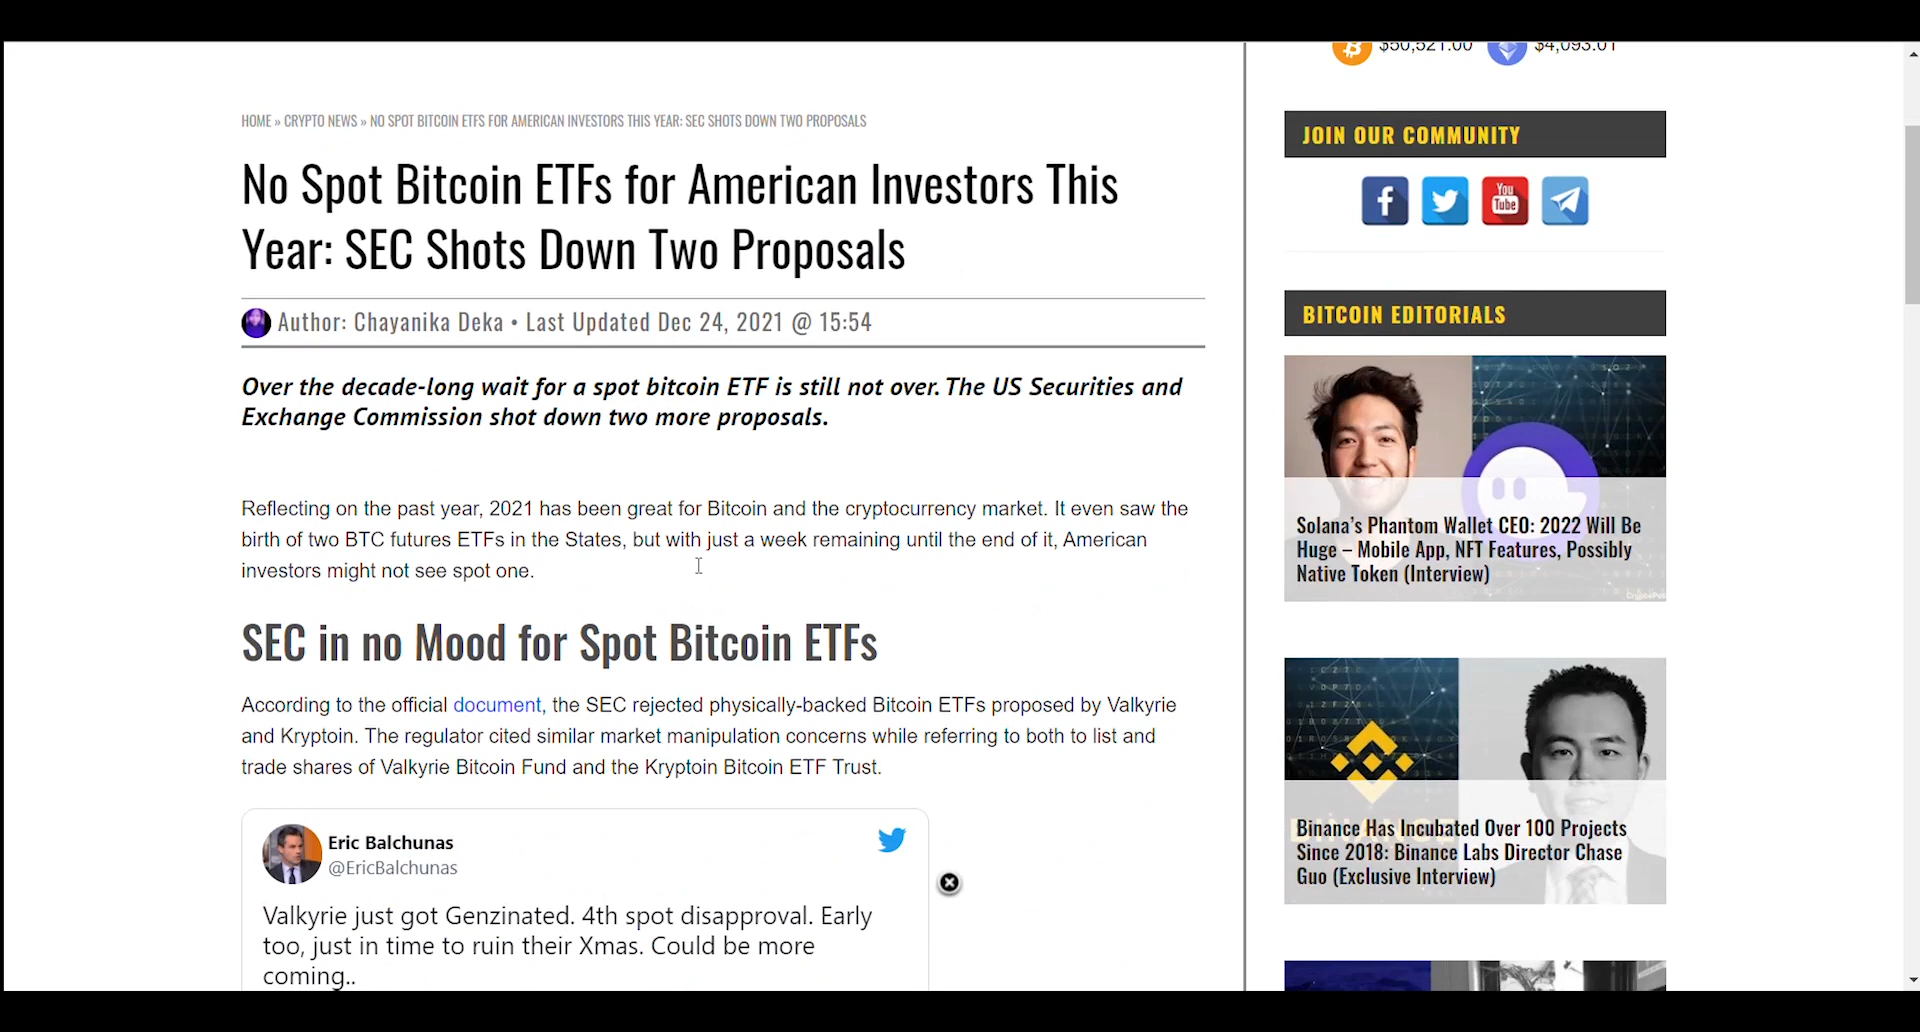 $50,521.00 $4,093.01
HOME » CRYPTO NEWS » NO SPOT BITCOIN ETFS FOR AMERICAN INVESTORS THIS YEAR: SEC SHOTS DOWN TWO PROPOSALS
No Spot Bitcoin ETFs for American Investors This
Year: SEC Shots Down Two Proposals
Author: Chayanika Deka • Last Updated Dec 24, 2021 @ 15:54
Over the decade-long wait for a spot bitcoin ETF is still not over. The US Securities and
Exchange Commission shot down two more proposals.
Reflecting on the past year, 2021 has been great for Bitcoin and the cryptocurrency market. It even saw the
birth of two BTC futures ETFs in the States, but with just a week remaining until the end of it, American
investors might not see spot one.
SEC in no Mood for Spot Bitcoin ETFs
According to the official document, the SEC rejected physically-backed Bitcoin ETFs proposed by Valkyrie
and Kryptoin. The regulator cited similar market manipulation concerns while referring to both to list and
trade shares of Valkyrie Bitcoin Fund and the Kryptoin Bitcoin ETF Trust.
Eric Balchunas
@EricBalchunas
Valkyrie just got Genzinated. 4th spot disapproval. Early
too, just in time to ruin their Xmas. Could be more
coming..
JOIN OUR COMMUNITY
You
Tube
BITCOIN EDITORIALS
Solana's Phantom Wallet CEO: 2022 Will Be
Huge – Mobile App, NFT Features, Possibly
Native Token (Interview)
Binance Has Incubated Over 100 Projects
Since 2018: Binance Labs Director Chase
Guo (Exclusive Interview)